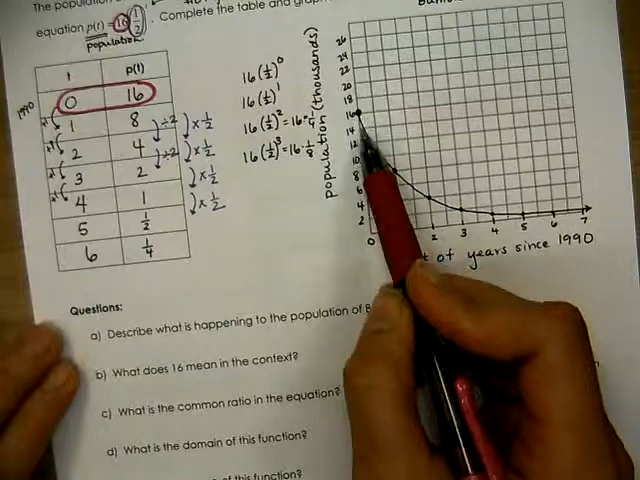 The population
equation p(t) = 16 (1/2). Complete the table and grap
population
t p(t)
1990 0 16
1 8
2 4
3 2
4 1
5 1/2
6 1/4
÷2
÷2
×1/2
×1/2
×1/2
×1/2
16(1/2)^0
16(1/2)^1
16(1/2)^2 = 16·1/4
16(1/2)^3 = 16·1/8
population (thousands)
26
24
22
20
18
16
14
12
10
8
6
4
2
0 2 3 4 5 6 7
of years since 1990
Questions:
a) Describe what is happening to the population of B
b) What does 16 mean in the context?
c) What is the common ratio in the equation?
d) What is the domain of this function?
of this function?